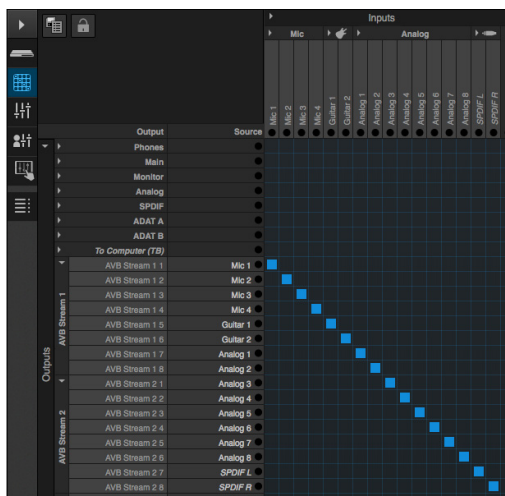 Inputs
Mic Analog
Mic 1 Mic 2 Mic 3 Mic 4 Guitar 1 Guitar 2 Analog 1 Analog 2 Analog 3 Analog 4 Analog 5 Analog 6 Analog 7 Analog 8 SPDIF L SPDIF R
Output Source
Phones
Main
Monitor
Analog
SPDIF
ADAT A
ADAT B
To Computer (TB)
Outputs
AVB Stream 1
AVB Stream 1 1 Mic 1
AVB Stream 1 2 Mic 2
AVB Stream 1 3 Mic 3
AVB Stream 1 4 Mic 4
AVB Stream 1 5 Guitar 1
AVB Stream 1 6 Guitar 2
AVB Stream 1 7 Analog 1
AVB Stream 1 8 Analog 2
AVB Stream 2
AVB Stream 2 1 Analog 3
AVB Stream 2 2 Analog 4
AVB Stream 2 3 Analog 5
AVB Stream 2 4 Analog 6
AVB Stream 2 5 Analog 7
AVB Stream 2 6 Analog 8
AVB Stream 2 7 SPDIF L
AVB Stream 2 8 SPDIF R